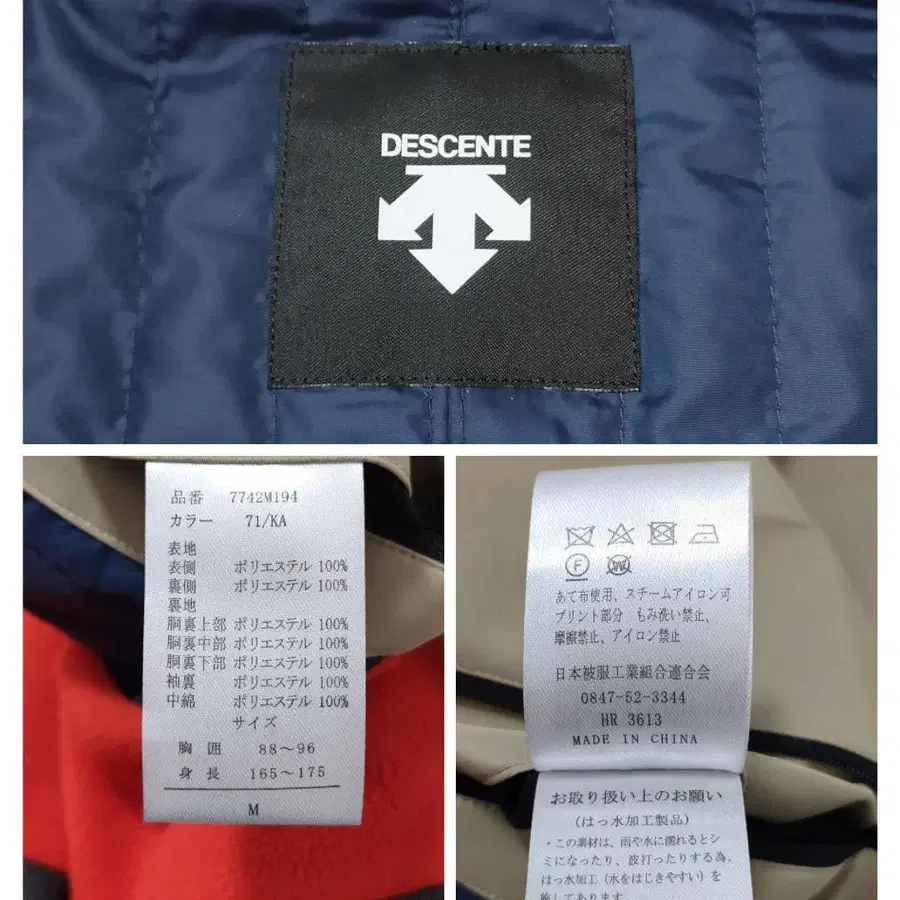 DESCENTE
品番 7742M194
カラー 71/KA
表地
表側 ポリエステル 100%
裏側 ポリエステル 100%
裏地
胴裏上部 ポリエステル 100%
胴裏中部 ポリエステル 100%
胴裏下部 ポリエステル 100%
袖裏 ポリエステル 100%
中綿 ポリエステル 100%
サイズ
胸囲 88～96
身長 165～175
M
F
W
あて布使用、スチームアイロン可
プリント部分 もみ洗い禁止、
摩擦禁止、アイロン禁止
日本被服工業組合連合会
0847-52-3344
HR 3613
MADE IN CHINA
お取り扱い上のお願い
(はっ水加工製品)
・この素材は、雨や水に濡れるとシ
ミになったり、波打ったりする為、
はっ水加工 (水をはじきやすい) を
施しております